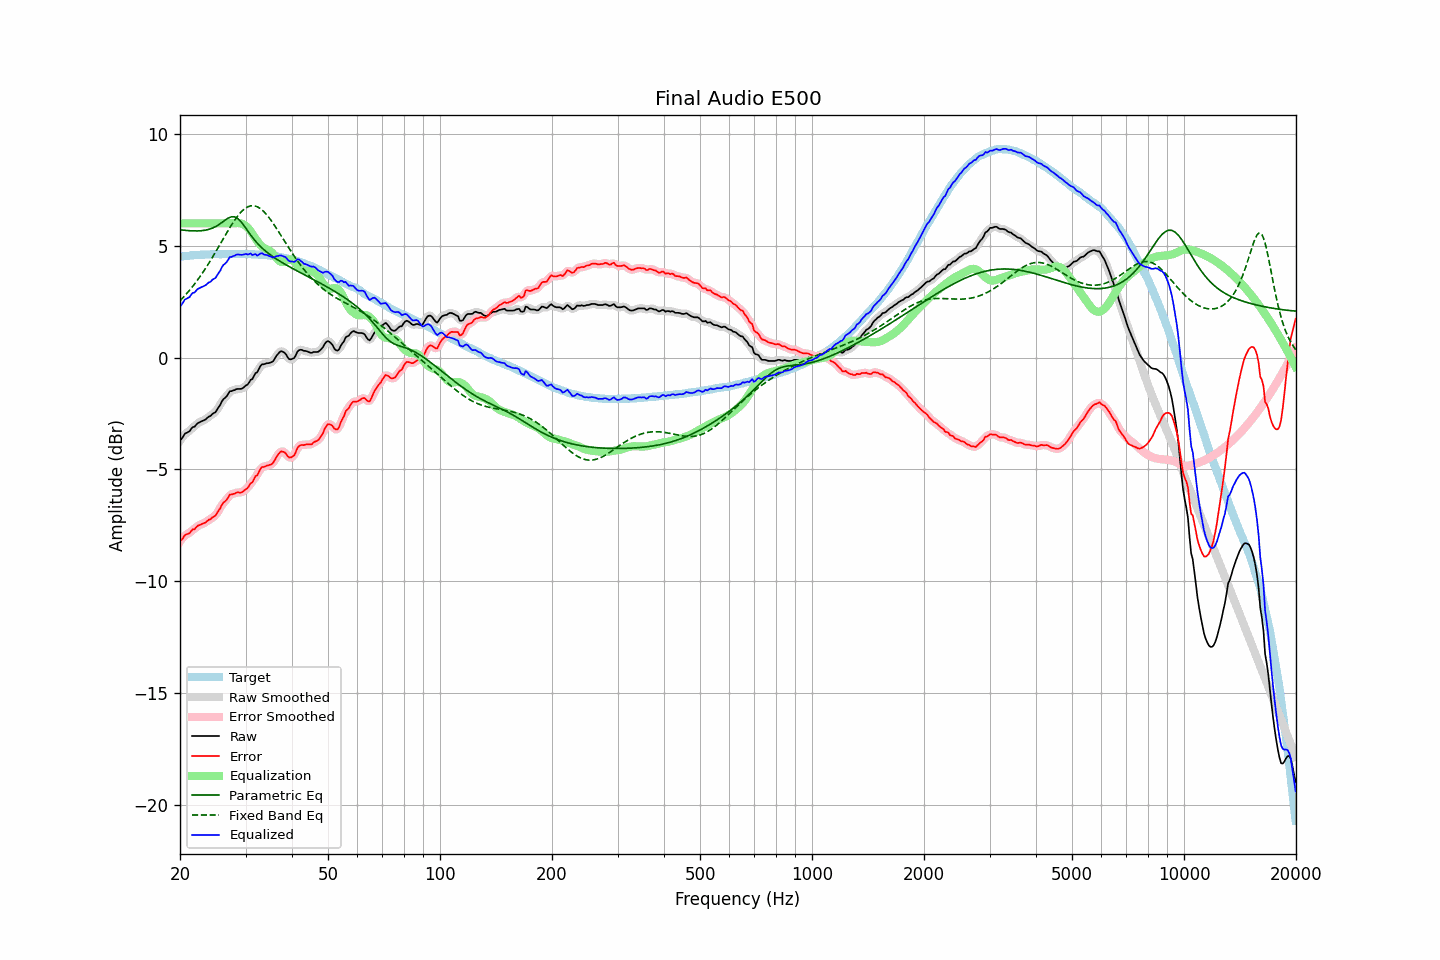 Final Audio E500
Amplitude (dBr)
10
5
0
−5
−10
−15
−20
Target
Raw Smoothed
Error Smoothed
Raw
Error
Equalization
Parametric Eq
Fixed Band Eq
Equalized
20 50 100 200 500 1000 2000 5000 10000 20000
Frequency (Hz)